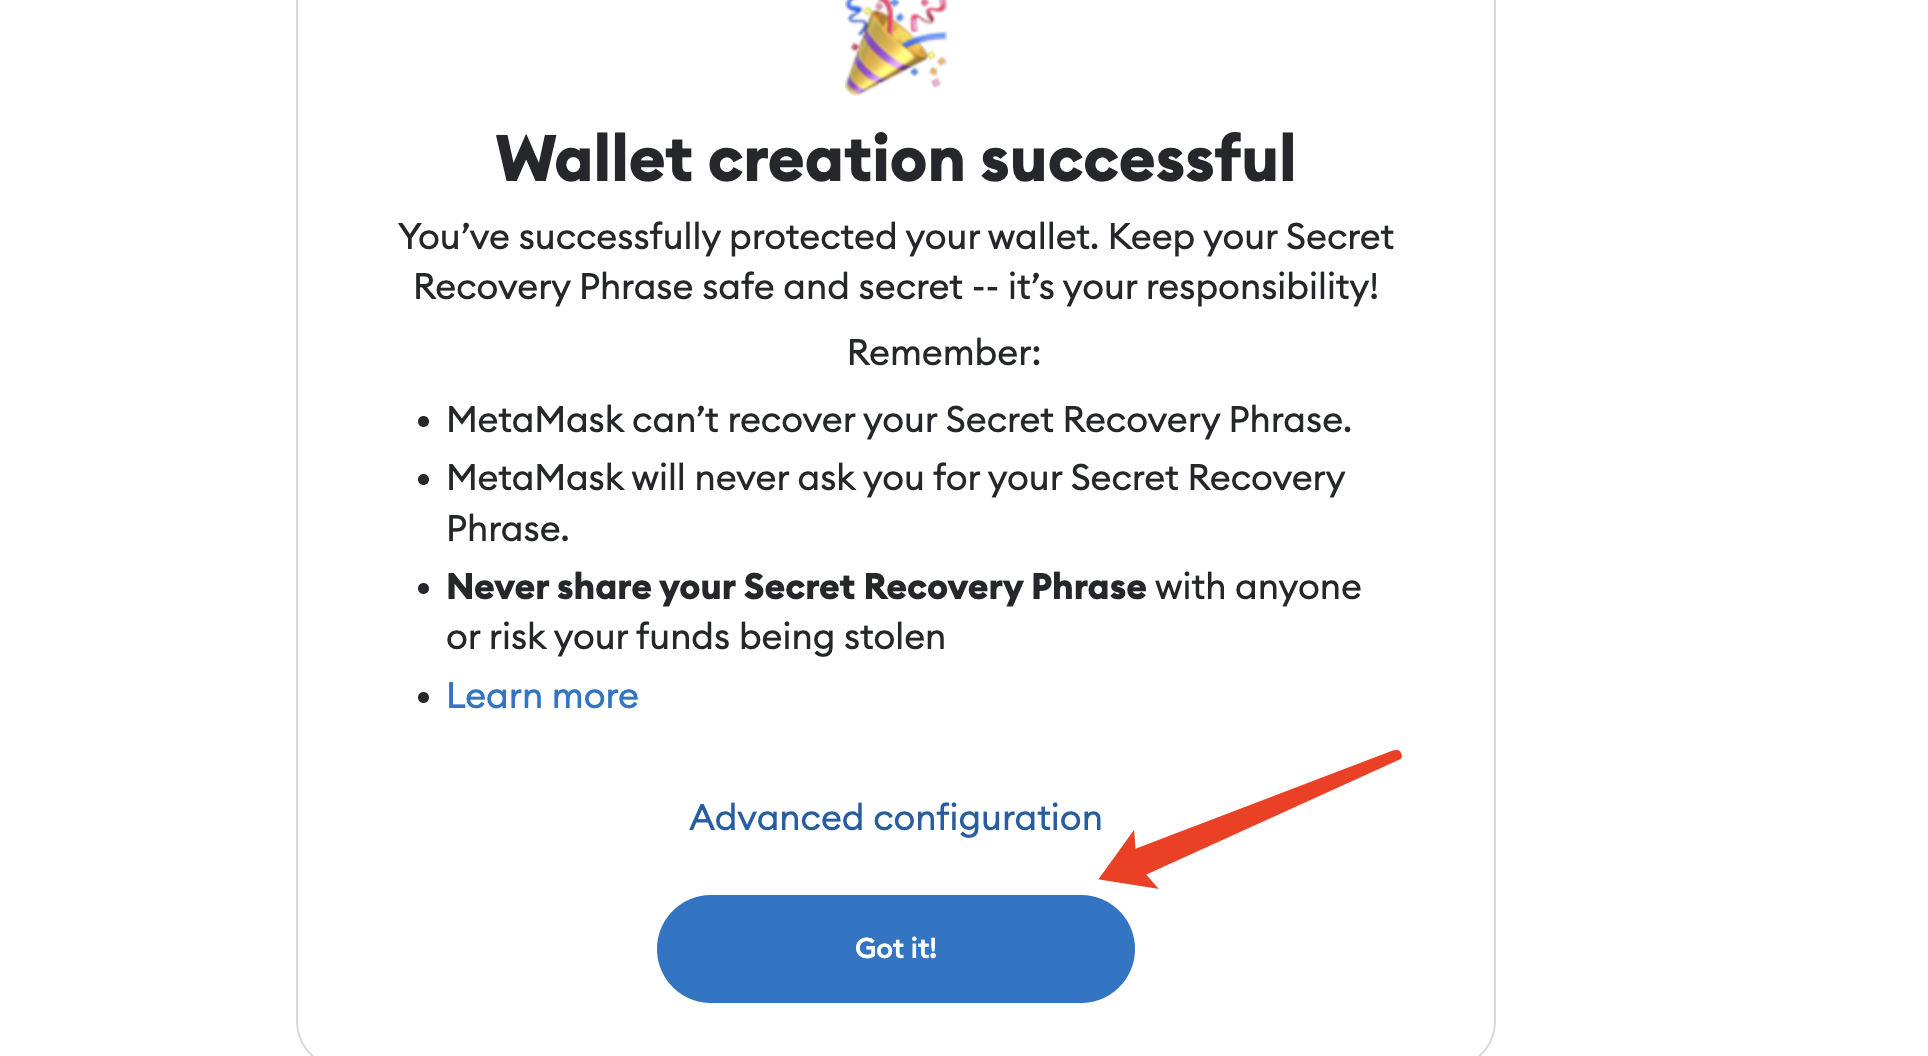 Wallet creation successful
You’ve successfully protected your wallet. Keep your Secret
Recovery Phrase safe and secret -- it’s your responsibility!
Remember:
• MetaMask can’t recover your Secret Recovery Phrase.
• MetaMask will never ask you for your Secret Recovery
Phrase.
• Never share your Secret Recovery Phrase with anyone
or risk your funds being stolen
• Learn more
Advanced configuration
Got it!